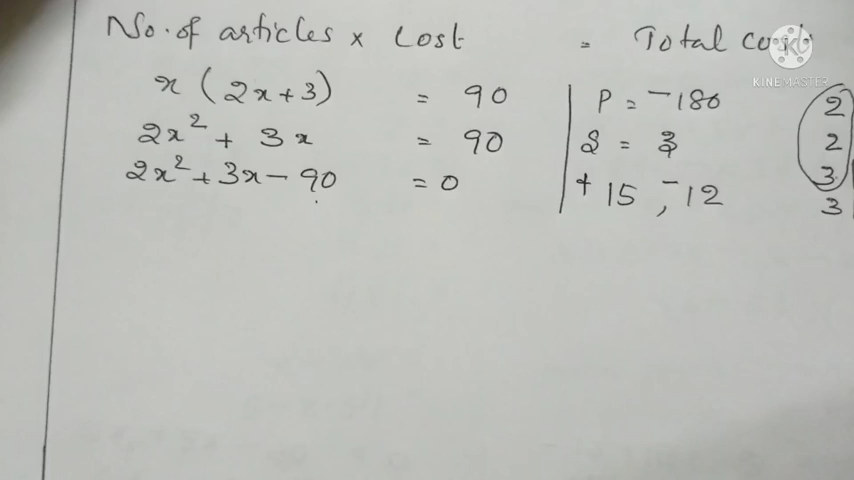 No. of articles x Cost = Total cost
KINEMASTER
x (2x+3) = 90
2x² + 3x = 90
2x² + 3x - 90 = 0
P = -180
S = 3
+15, -12
2
2
3
3